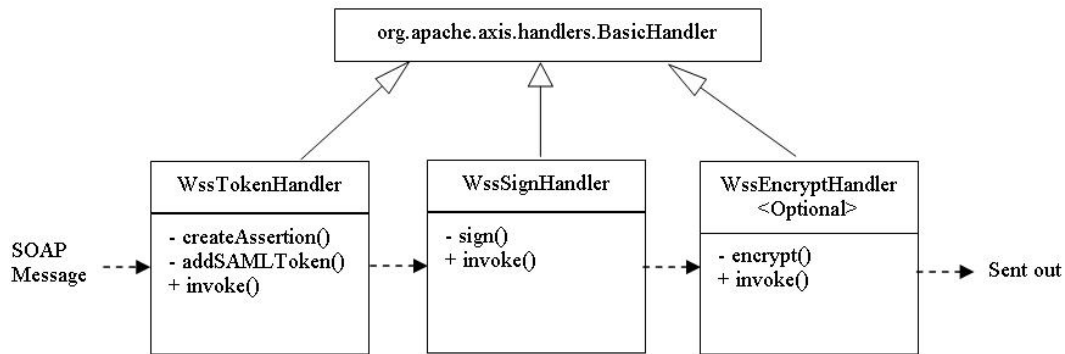 org.apache.axis.handlers.BasicHandler
WssTokenHandler
WssSignHandler
WssEncryptHandler
<Optional>
SOAP
Message
- createAssertion()
- addSAMLToken()
+ invoke()
- sign()
+ invoke()
- encrypt()
+ invoke()
Sent out